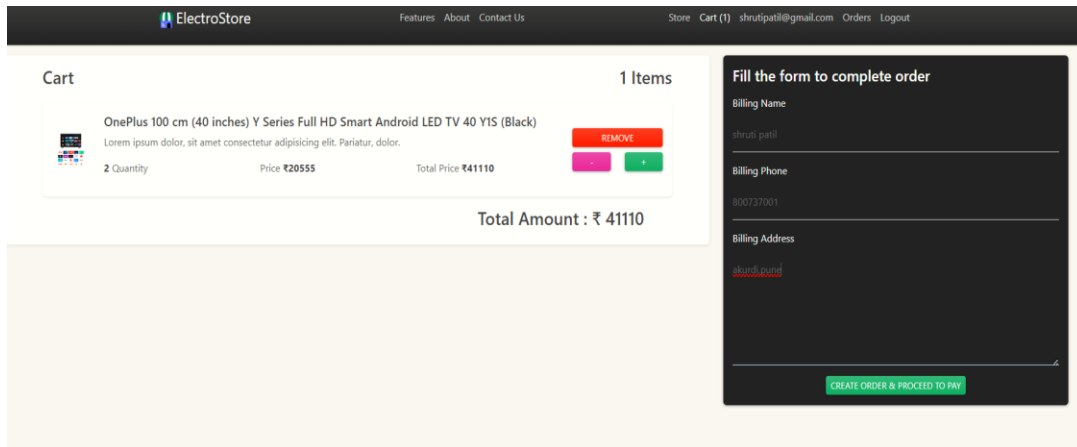 ElectroStore Features About Contact Us Store Cart (1) shrutipatil@gmail.com Orders Logout
Cart 1 Items
OnePlus 100 cm (40 inches) Y Series Full HD Smart Android LED TV 40 Y1S (Black)
Lorem ipsum dolor, sit amet consectetur adipisicing elit. Pariatur, dolor.
2 Quantity Price ₹20555 Total Price ₹41110
REMOVE
- +
Total Amount : ₹ 41110
Fill the form to complete order
Billing Name
shruti patil
Billing Phone
800737001
Billing Address
akurdi,pune
CREATE ORDER & PROCEED TO PAY